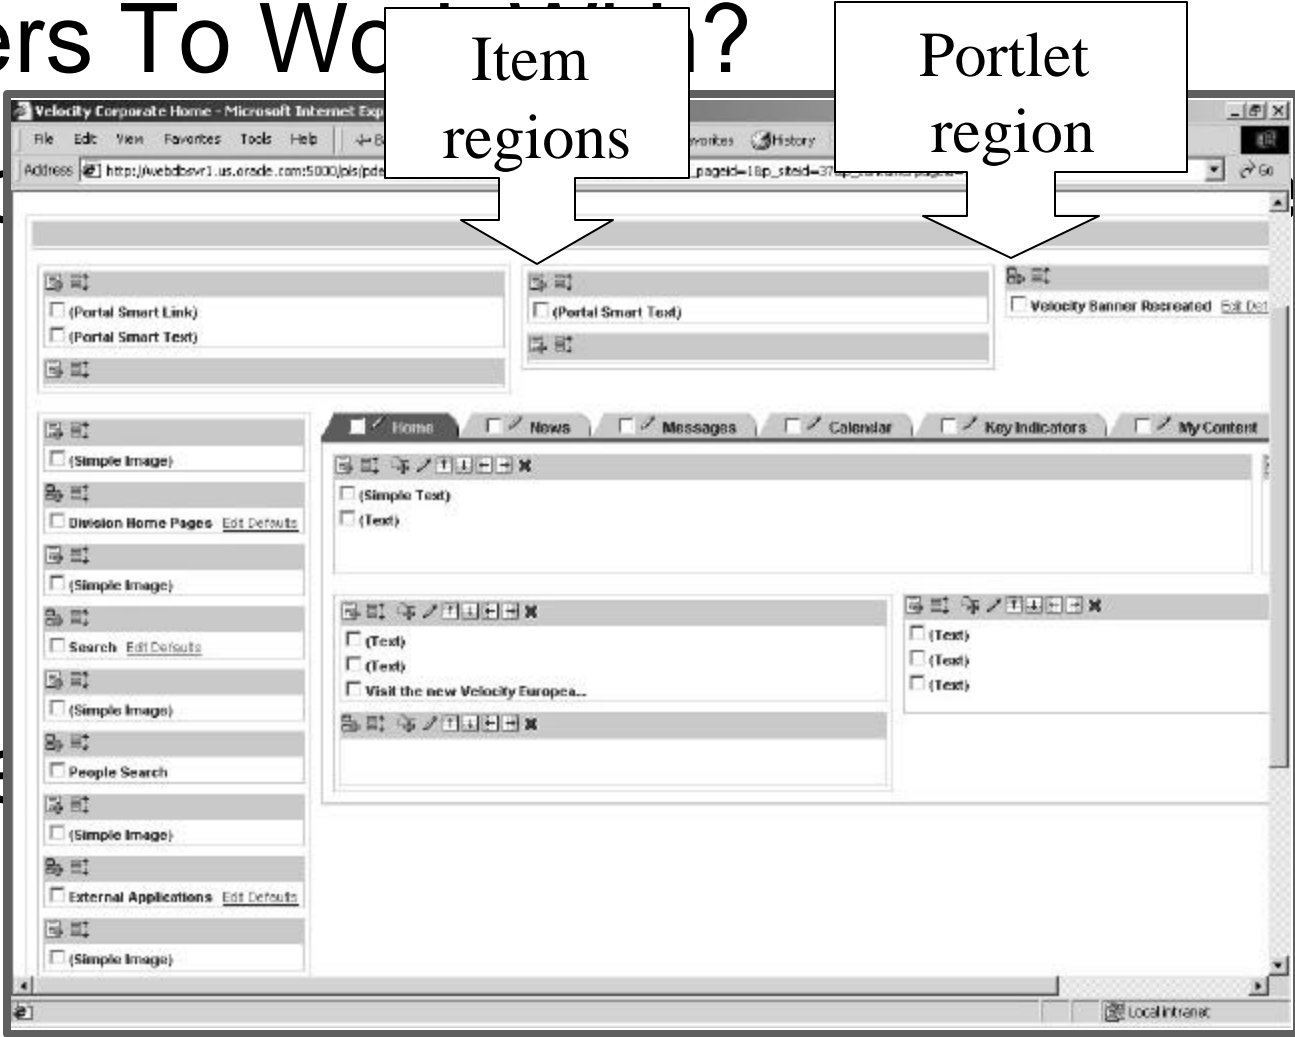 ers To Wo
?
Item
regions
Portlet
region
Velocity Corporate Home - Microsoft Internet Exp
File Edit View Favorites Tools Help
History
Address
Go
(Portal Smart Link)
(Portal Smart Text)
(Portal Smart Text)
Velocity Banner Recreated
(Simple Image)
Division Home Pages Edit Defaults
(Simple Image)
Search Edit Defaults
(Simple Image)
People Search
(Simple Image)
External Applications Edit Defaults
(Simple Image)
Home News Messages Calendar Key Indicators My Content
(Simple Text)
(Text)
(Text)
(Text)
Visit the new Velocity Europea...
(Text)
(Text)
(Text)
Local intranet